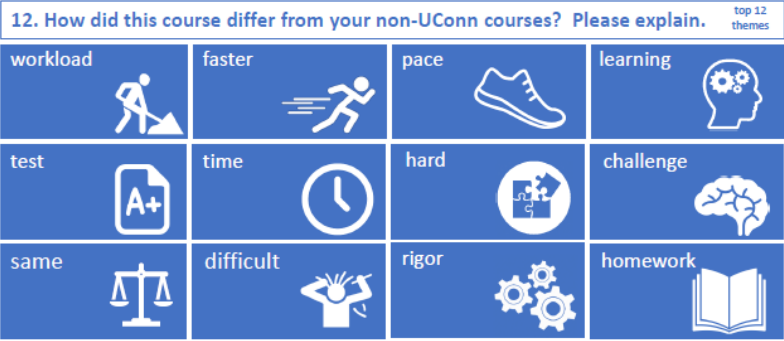 12. How did this course differ from your non-UConn courses?  Please explain.
top 12
themes
workload
faster
pace
learning
test
A+
time
hard
challenge
same
difficult
rigor
homework